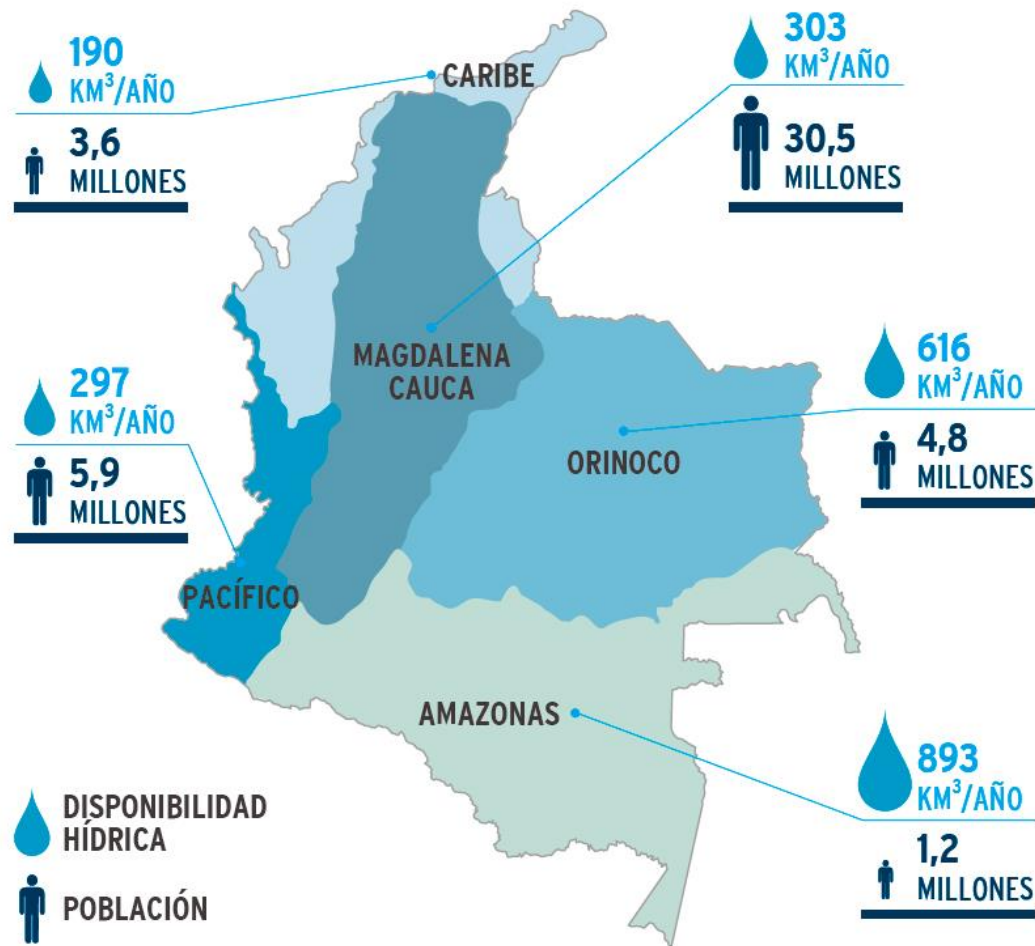 190
KM³/AÑO
3,6
MILLONES
CARIBE
303
KM³/AÑO
30,5
MILLONES
MAGDALENA
CAUCA
297
KM³/AÑO
5,9
MILLONES
616
KM³/AÑO
4,8
MILLONES
ORINOCO
PACÍFICO
AMAZONAS
893
KM³/AÑO
1,2
MILLONES
DISPONIBILIDAD
HÍDRICA
POBLACIÓN